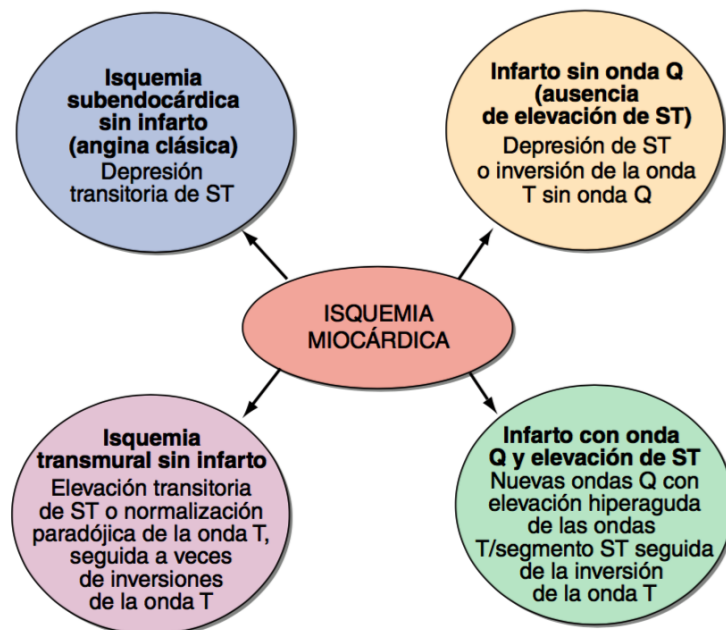 Isquemia
subendocárdica
sin infarto
(angina clásica)
Depresión
transitoria de ST
Infarto sin onda Q
(ausencia
de elevación de ST)
Depresión de ST
o inversión de la onda
T sin onda Q
ISQUEMIA
MIOCÁRDICA
Isquemia
transmural sin infarto
Elevación transitoria
de ST o normalización
paradójica de la onda T,
seguida a veces
de inversiones
de la onda T
Infarto con onda
Q y elevación de ST
Nuevas ondas Q con
elevación hiperaguda
de las ondas
T/segmento ST seguida
de la inversión
de la onda T